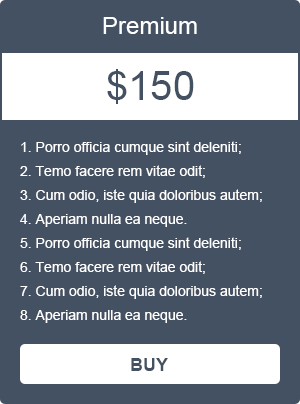 Premium
$150
1. Porro officia cumque sint deleniti;
2. Temo facere rem vitae odit;
3. Cum odio, iste quia doloribus autem;
4. Aperiam nulla ea neque.
5. Porro officia cumque sint deleniti;
6. Temo facere rem vitae odit;
7. Cum odio, iste quia doloribus autem;
8. Aperiam nulla ea neque.
BUY